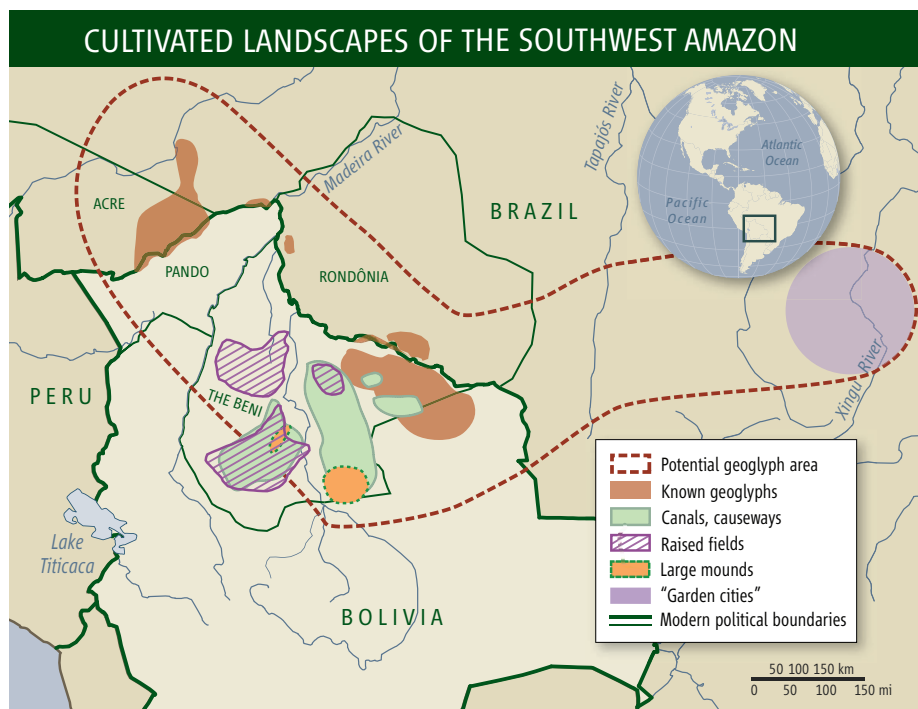 CULTIVATED LANDSCAPES OF THE SOUTHWEST AMAZON
Madeira River
Tapajós River
Atlantic
Ocean
Pacific
Ocean
ACRE
BRAZIL
PANDO
RONDÔNIA
PERU
THE BENI
Xingu River
Lake
Titicaca
BOLIVIA
Potential geoglyph area
Known geoglyphs
Canals, causeways
Raised fields
Large mounds
“Garden cities”
Modern political boundaries
50 100 150 km
0 50 100 150 mi